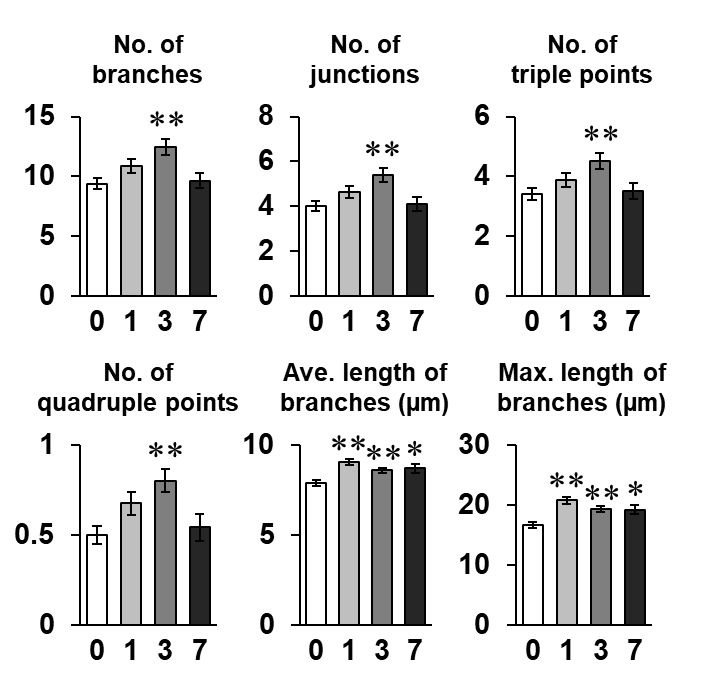 No. of
branches
15
10
5
0
**
0 1 3 7
No. of
junctions
8
6
4
2
0
**
0 1 3 7
No. of
triple points
6
4
2
0
**
0 1 3 7
No. of
quadruple points
1
0.5
0
**
0 1 3 7
Ave. length of
branches (µm)
10
5
0
** ** *
0 1 3 7
Max. length of
branches (µm)
30
20
10
0
** ** *
0 1 3 7